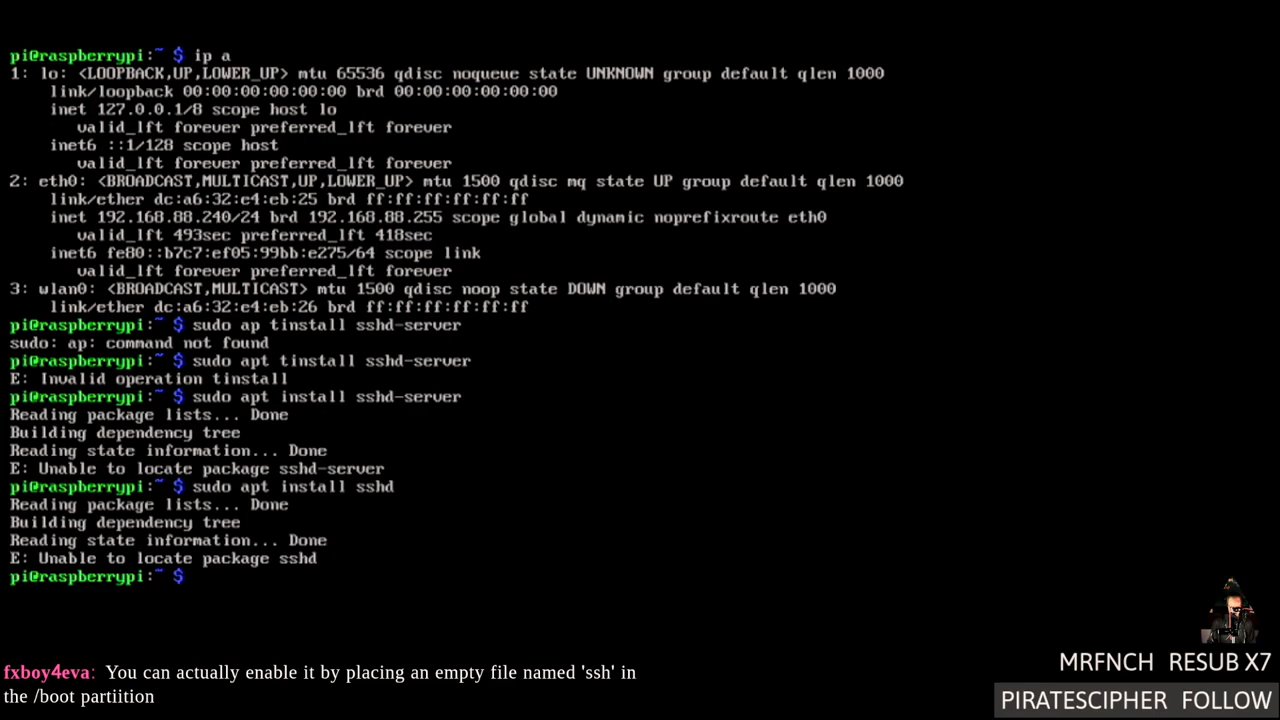 pi@raspberrypi:~ $ ip a
1: lo: <LOOPBACK,UP,LOWER_UP> mtu 65536 qdisc noqueue state UNKNOWN group default qlen 1000
link/loopback 00:00:00:00:00:00 brd 00:00:00:00:00:00
inet 127.0.0.1/8 scope host lo
valid_lft forever preferred_lft forever
inet6 ::1/128 scope host
valid_lft forever preferred_lft forever
2: eth0: <BROADCAST,MULTICAST,UP,LOWER_UP> mtu 1500 qdisc mq state UP group default qlen 1000
link/ether dc:a6:32:e4:eb:25 brd ff:ff:ff:ff:ff:ff
inet 192.168.88.240/24 brd 192.168.88.255 scope global dynamic noprefixroute eth0
valid_lft 493sec preferred_lft 418sec
inet6 fe80::b7c7:ef05:99bb:e275/64 scope link
valid_lft forever preferred_lft forever
3: wlan0: <BROADCAST,MULTICAST> mtu 1500 qdisc noop state DOWN group default qlen 1000
link/ether dc:a6:32:e4:eb:26 brd ff:ff:ff:ff:ff:ff
pi@raspberrypi:~ $ sudo ap tinstall sshd-server
sudo: ap: command not found
pi@raspberrypi:~ $ sudo apt tinstall sshd-server
E: Invalid operation tinstall
pi@raspberrypi:~ $ sudo apt install sshd-server
Reading package lists... Done
Building dependency tree
Reading state information... Done
E: Unable to locate package sshd-server
pi@raspberrypi:~ $ sudo apt install sshd
Reading package lists... Done
Building dependency tree
Reading state information... Done
E: Unable to locate package sshd
pi@raspberrypi:~ $
fxboy4eva: You can actually enable it by placing an empty file named 'ssh' in
the /boot partiition
MRFNCH RESUB X7
PIRATESCIPHER FOLLOW